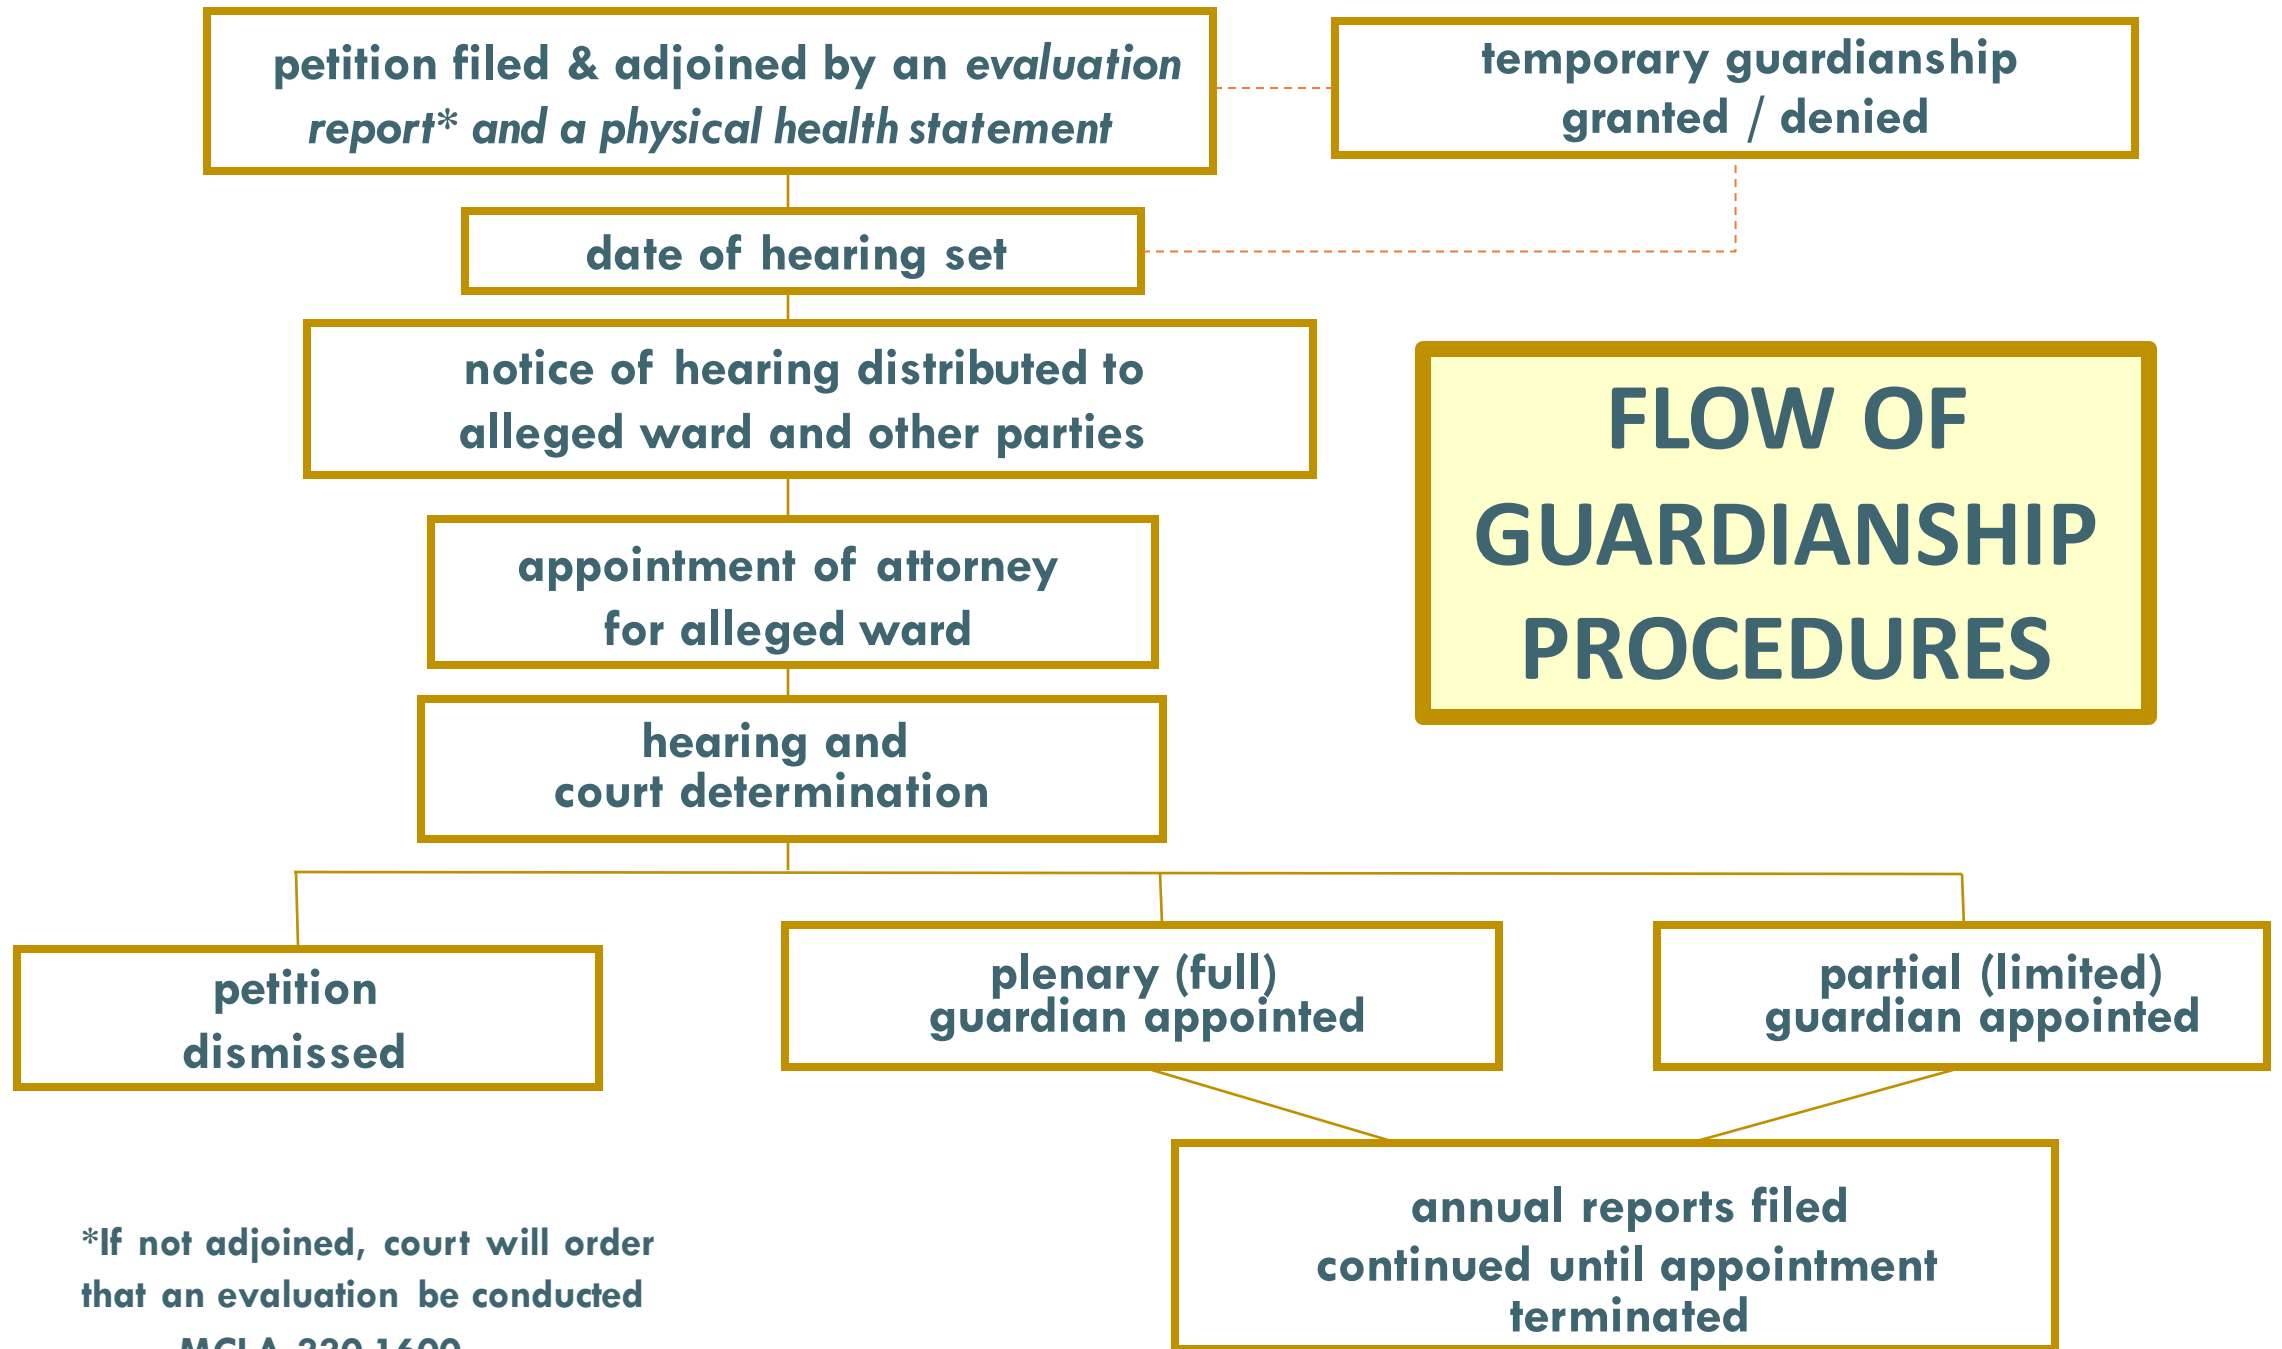 petition filed & adjoined by an evaluation
report* and a physical health statement
temporary guardianship
granted / denied
date of hearing set
notice of hearing distributed to
alleged ward and other parties
FLOW OF
GUARDIANSHIP
PROCEDURES
appointment of attorney
for alleged ward
hearing and
court determination
petition
dismissed
plenary (full)
guardian appointed
partial (limited)
guardian appointed
annual reports filed
continued until appointment
terminated
*If not adjoined, court will order
that an evaluation be conducted
MCLA 330.1600